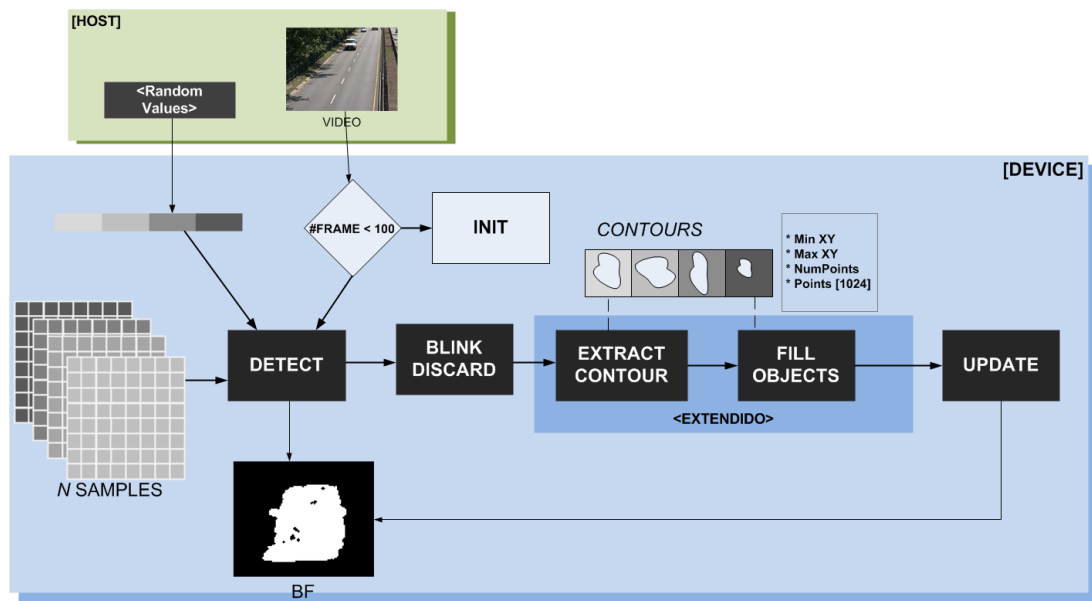 [HOST]
<Random
Values>
VIDEO
[DEVICE]
#FRAME < 100
INIT
CONTOURS
* Min XY
* Max XY
* NumPoints
* Points [1024]
DETECT
BLINK
DISCARD
EXTRACT
CONTOUR
FILL
OBJECTS
UPDATE
<EXTENDIDO>
N SAMPLES
BF